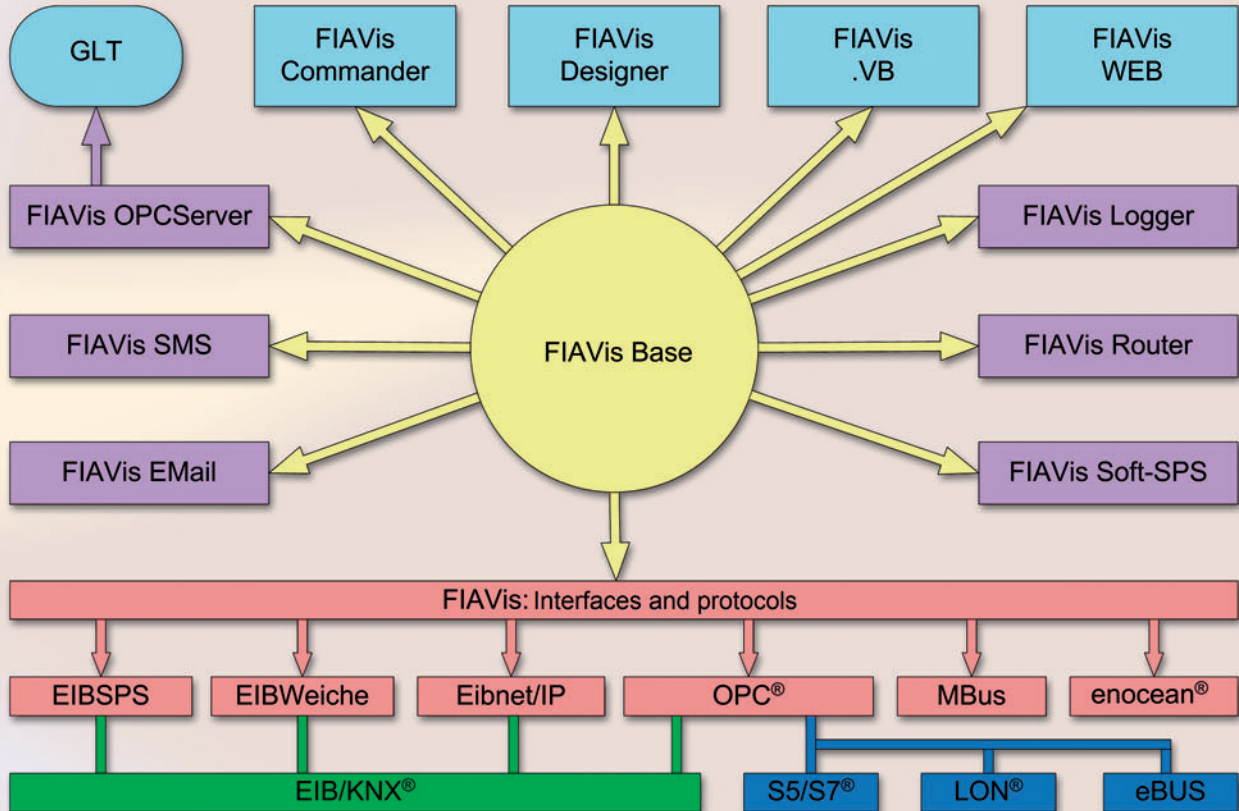 GLT
FIAVis
Commander
FIAVis
Designer
FIAVis
.VB
FIAVis
WEB
FIAVis OPCServer
FIAVis Logger
FIAVis SMS
FIAVis Base
FIAVis Router
FIAVis EMail
FIAVis Soft-SPS
FIAVis: Interfaces and protocols
EIBSPS
EIBWeiche
Eibnet/IP
OPC®
MBus
enocean®
EIB/KNX®
S5/S7®
LON®
eBUS